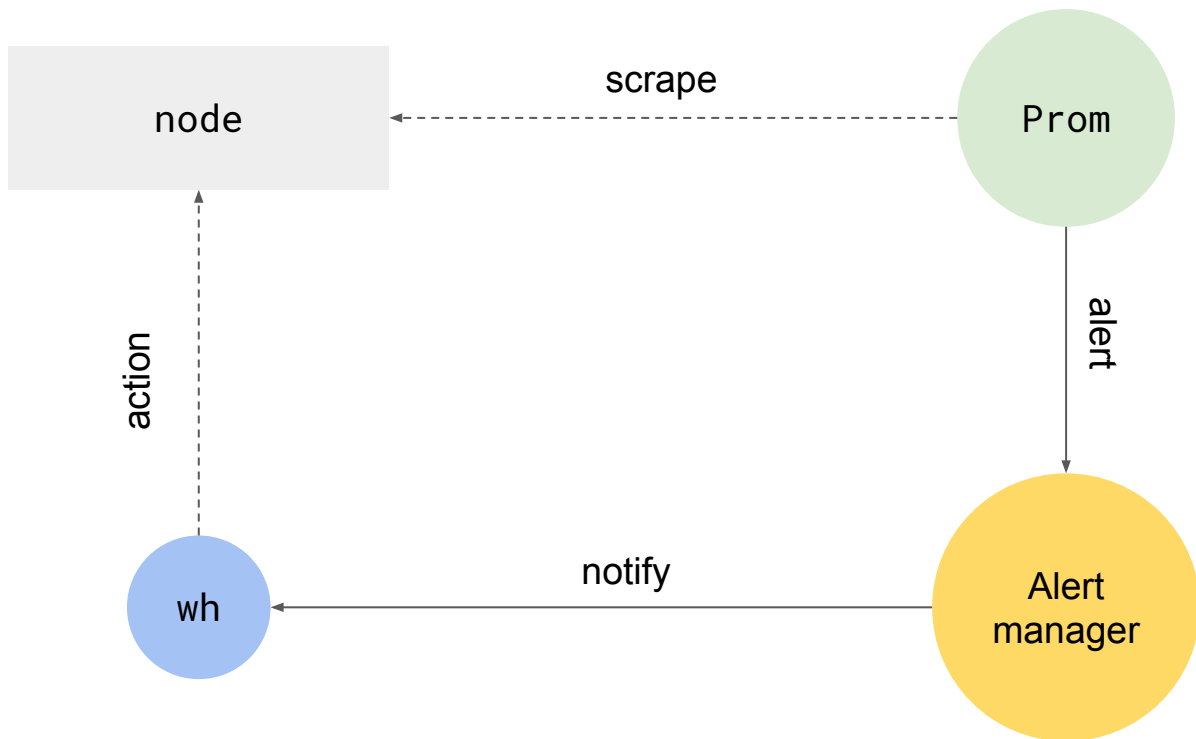 scrape
node
Prom
alert
action
notify
wh
Alert
manager